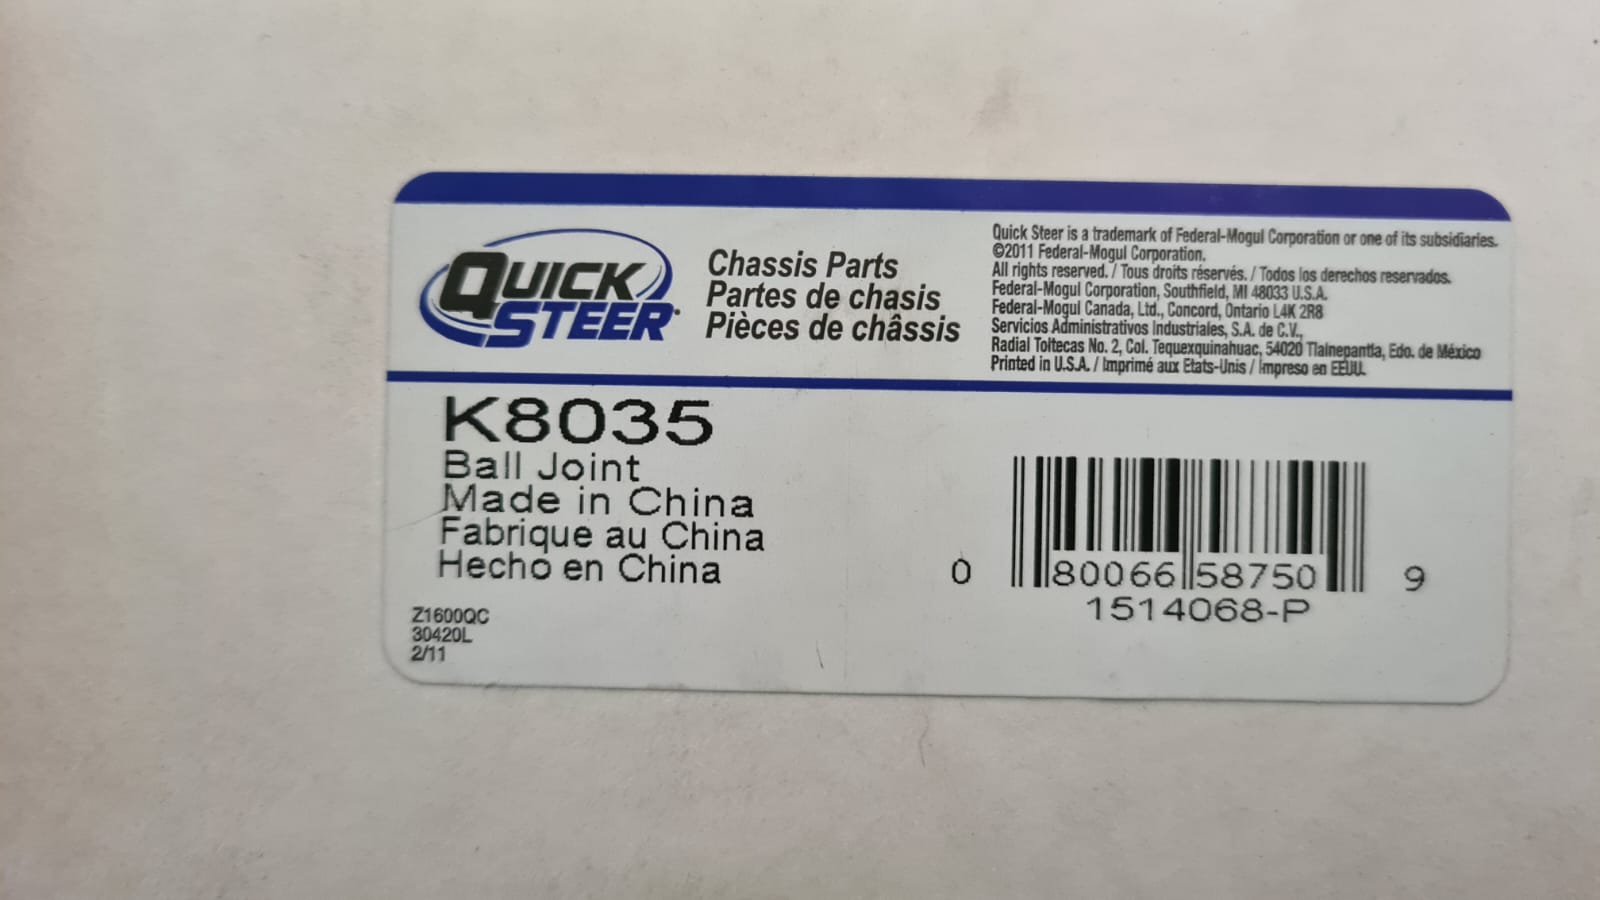 QUICK
STEER
Chassis Parts
Partes de chasis
Pièces de châssis
Quick Steer is a trademark of Federal-Mogul Corporation or one of its subsidiaries.
©2011 Federal-Mogul Corporation.
All rights reserved. / Tous droits réservés. / Todos los derechos reservados.
Federal-Mogul Corporation, Southfield, MI 48033 U.S.A.
Federal-Mogul Canada, Ltd., Concord, Ontario L4K 2R8
Servicios Administrativos Industriales, S.A. de C.V.,
Radial Toltecas No. 2, Col. Tequexquinahuac, 54020 Tlalnepantla, Edo. de México
Printed in U.S.A. / Imprimé aux Etats-Unis / Impreso en EEUU.
K8035
Ball Joint
Made in China
Fabrique au China
Hecho en China
Z1600QC
30420L
2/11
0 80066 58750 9
1514068-P